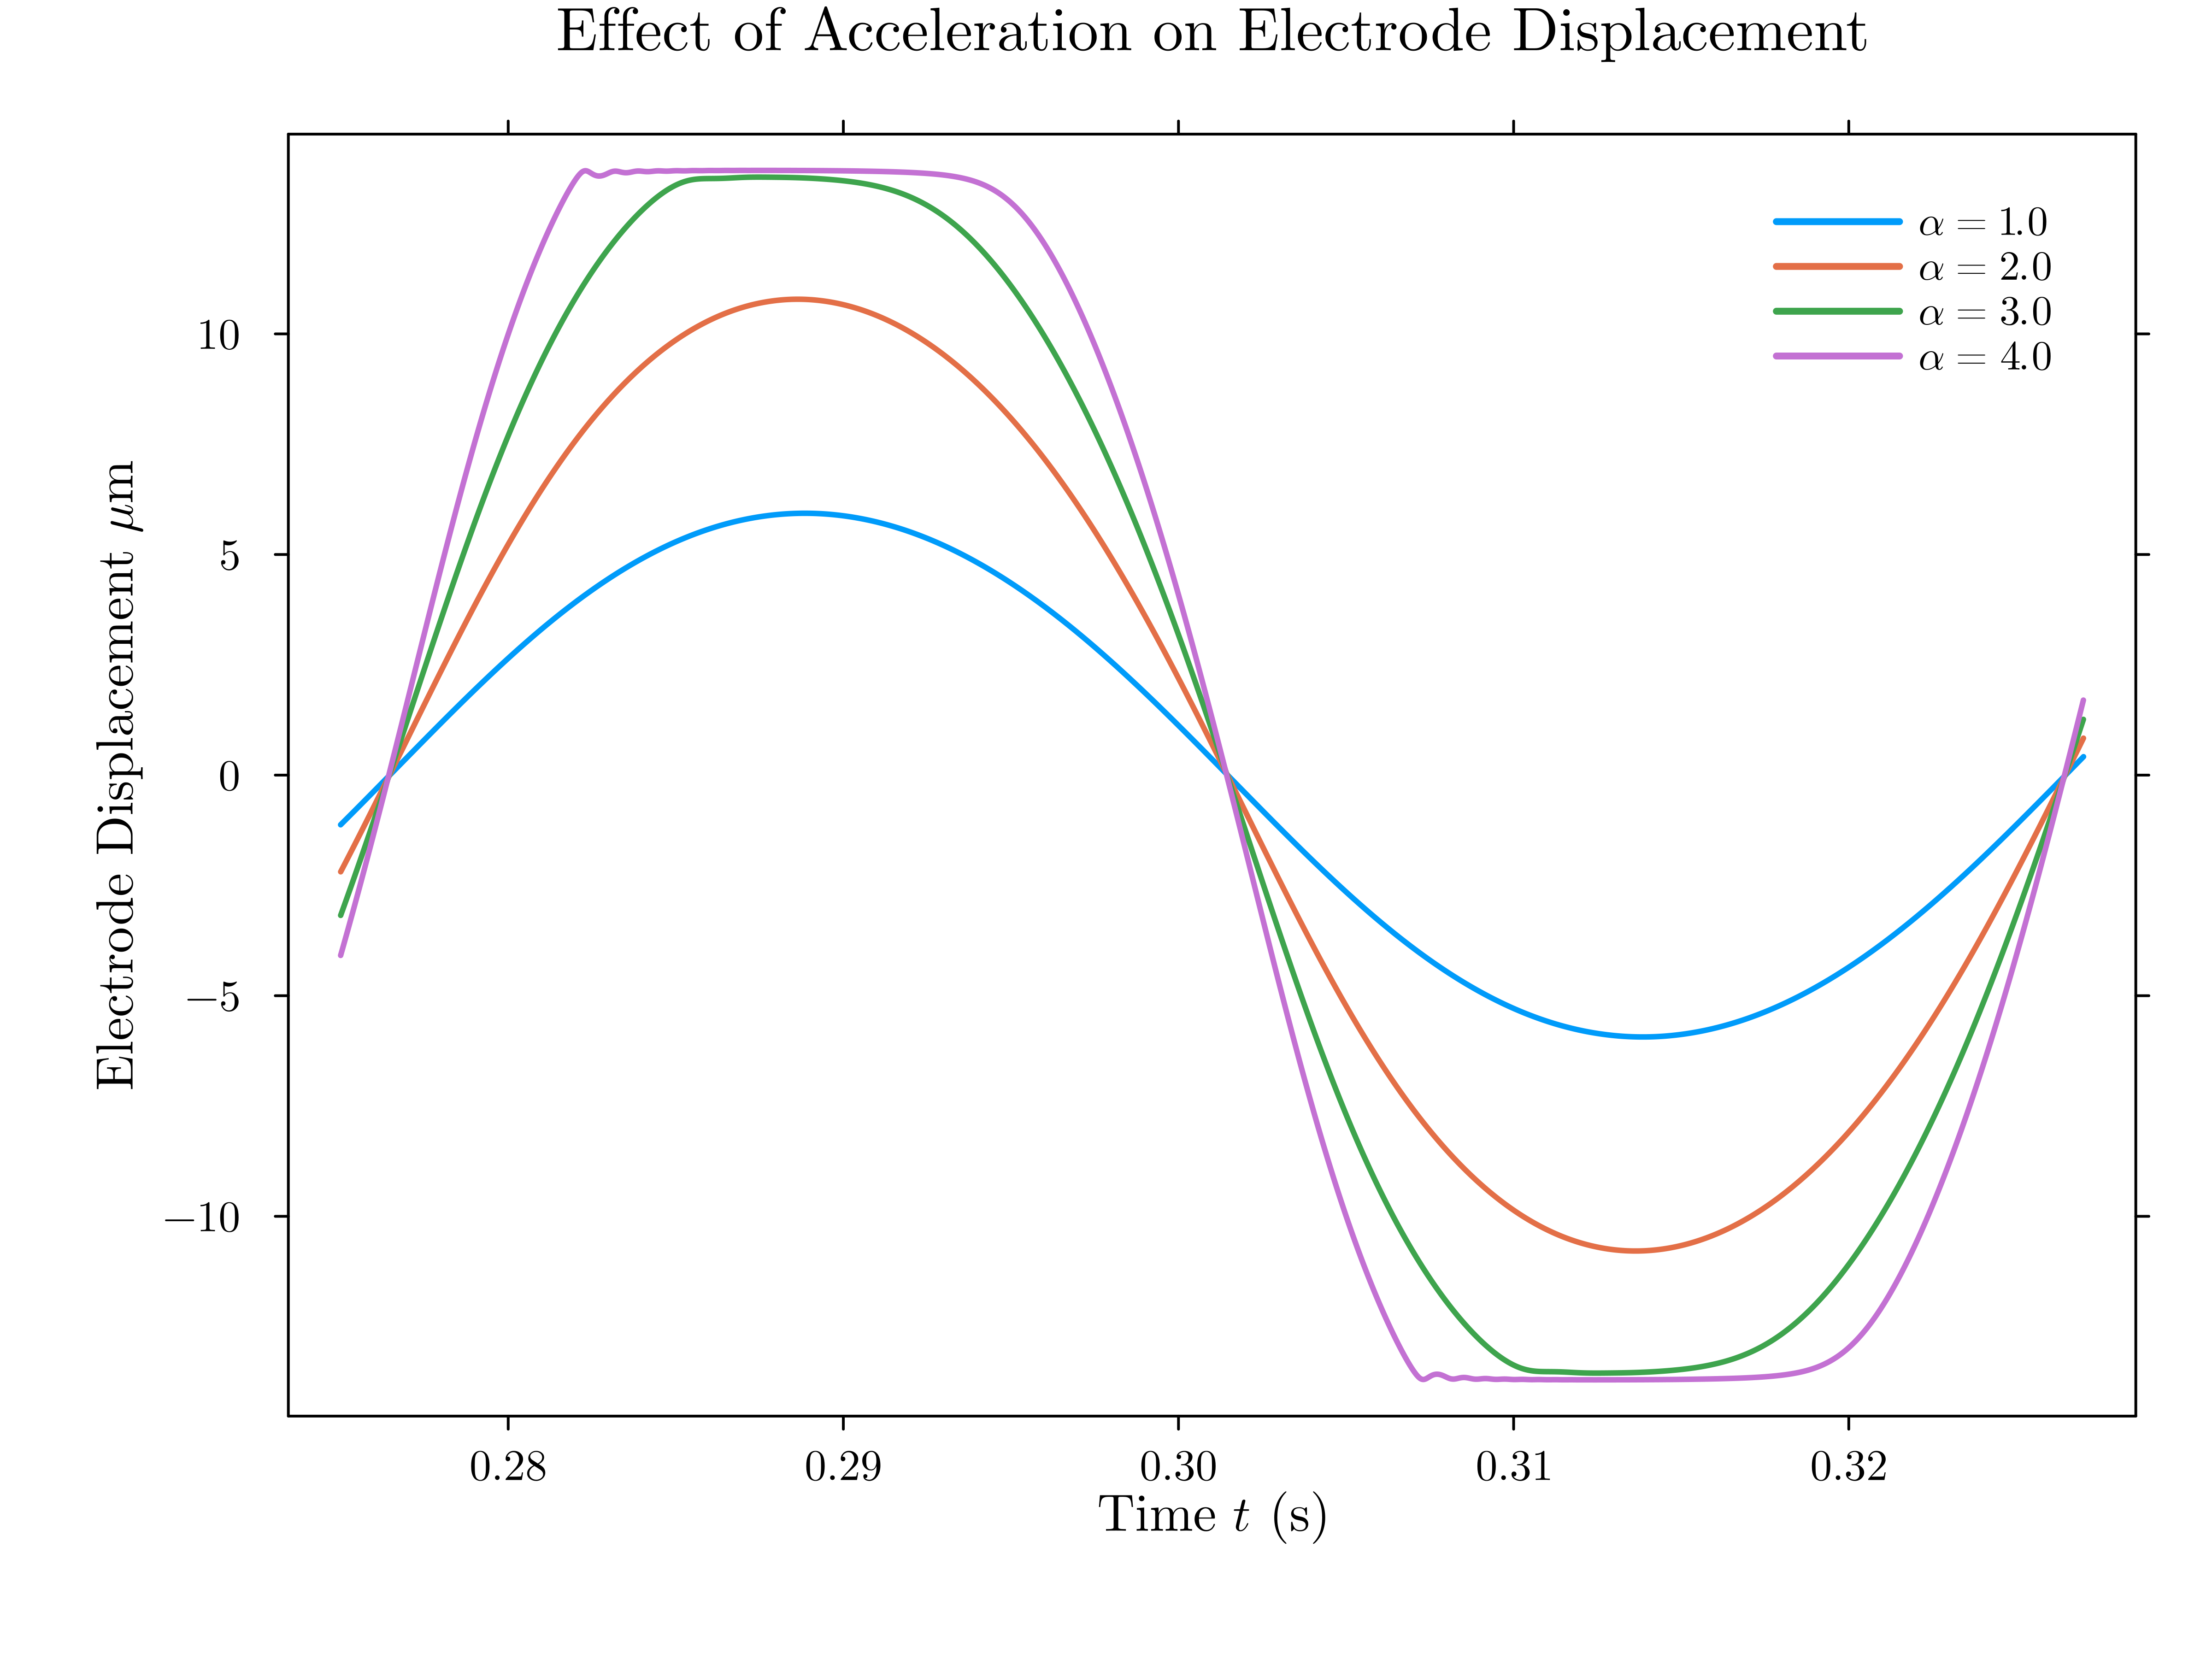 Effect of Acceleration on Electrode Displacement
α = 1.0
α = 2.0
α = 3.0
α = 4.0
Electrode Displacement μm
10
5
0
−5
−10
0.28 0.29 0.30 0.31 0.32
Time t (s)